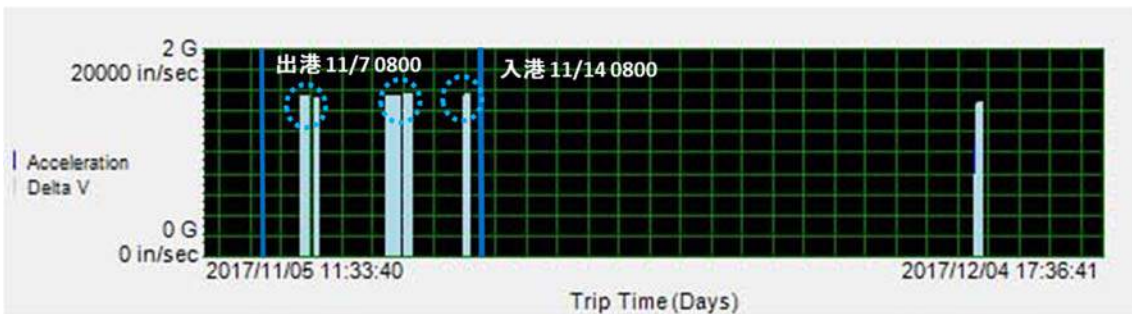 2 G
20000 in/sec
出港 11/7 0800
入港 11/14 0800
Acceleration
Delta V
0 G
0 in/sec
2017/11/05 11:33:40
2017/12/04 17:36:41
Trip Time (Days)